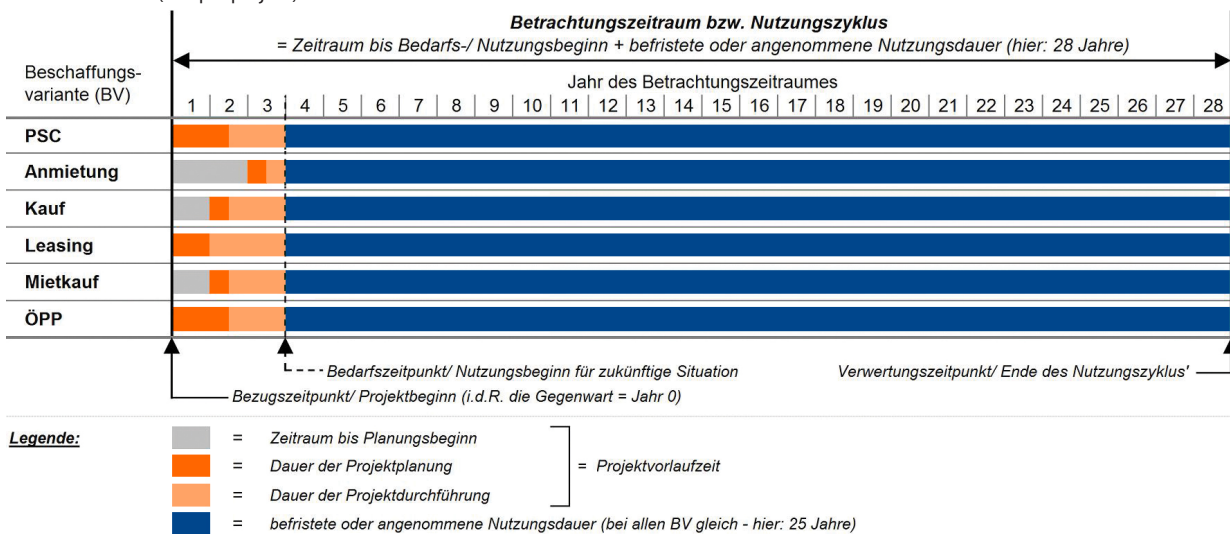 Betrachtungszeitraum bzw. Nutzungszyklus
= Zeitraum bis Bedarfs-/ Nutzungsbeginn + befristete oder angenommene Nutzungsdauer (hier: 28 Jahre)
Beschaffungs-
variante (BV)
Jahr des Betrachtungszeitraumes
1 2 3 4 5 6 7 8 9 10 11 12 13 14 15 16 17 18 19 20 21 22 23 24 25 26 27 28
PSC
Anmietung
Kauf
Leasing
Mietkauf
ÖPP
Bedarfszeitpunkt/ Nutzungsbeginn für zukünftige Situation
Verwertungszeitpunkt/ Ende des Nutzungszyklus'
Bezugszeitpunkt/ Projektbeginn (i.d.R. die Gegenwart = Jahr 0)
Legende:
= Zeitraum bis Planungsbeginn
= Dauer der Projektplanung
= Projektvorlaufzeit
= Dauer der Projektdurchführung
= befristete oder angenommene Nutzungsdauer (bei allen BV gleich - hier: 25 Jahre)